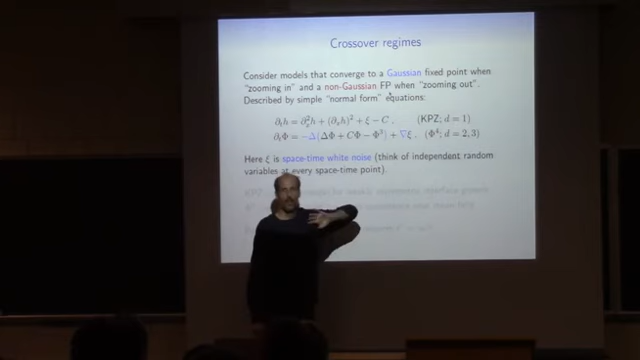 Crossover regimes
Consider models that converge to a Gaussian fixed point when
"zooming in" and a non-Gaussian FP when "zooming out".
Described by simple "normal form" equations:
∂ₜh = ∂ₓ²h + (∂ₓh)² + ξ − C , (KPZ; d = 1)
∂ₜΦ = −Δ(ΔΦ + CΦ − Φ³) + ∇ξ . (Φ⁴; d = 2,3)
Here ξ is space-time white noise (think of independent random
variables at every space-time point).